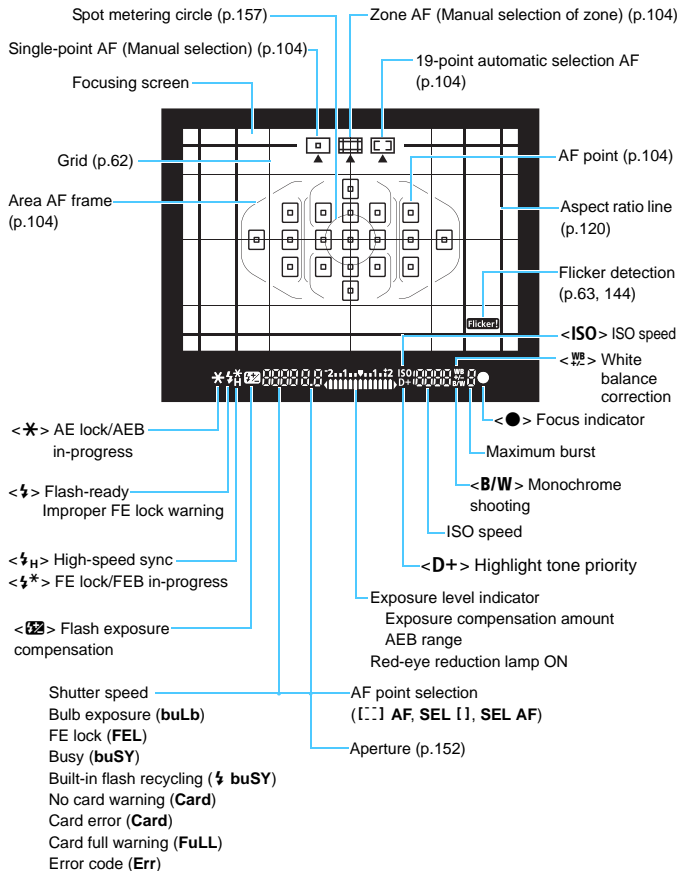 Spot metering circle (p.157)
Zone AF (Manual selection of zone) (p.104)
Single-point AF (Manual selection) (p.104)
19-point automatic selection AF
(p.104)
Focusing screen
Grid (p.62)
AF point (p.104)
Area AF frame
(p.104)
Aspect ratio line
(p.120)
Flicker detection
(p.63, 144)
Flicker!
<ISO> ISO speed
<WB+/-> White
balance
correction
-2..1..▼..1.:2 ISO WB
D+ B/W
<●> Focus indicator
<✱> AE lock/AEB
in-progress
Maximum burst
<⚡> Flash-ready
Improper FE lock warning
<B/W> Monochrome
shooting
ISO speed
<⚡H> High-speed sync
<⚡*> FE lock/FEB in-progress
<D+> Highlight tone priority
Exposure level indicator
Exposure compensation amount
AEB range
Red-eye reduction lamp ON
<⚡±> Flash exposure
compensation
Shutter speed
Bulb exposure (buLb)
FE lock (FEL)
Busy (buSY)
Built-in flash recycling (⚡ buSY)
No card warning (Card)
Card error (Card)
Card full warning (FuLL)
Error code (Err)
AF point selection
([ ] AF, SEL [ ], SEL AF)
Aperture (p.152)